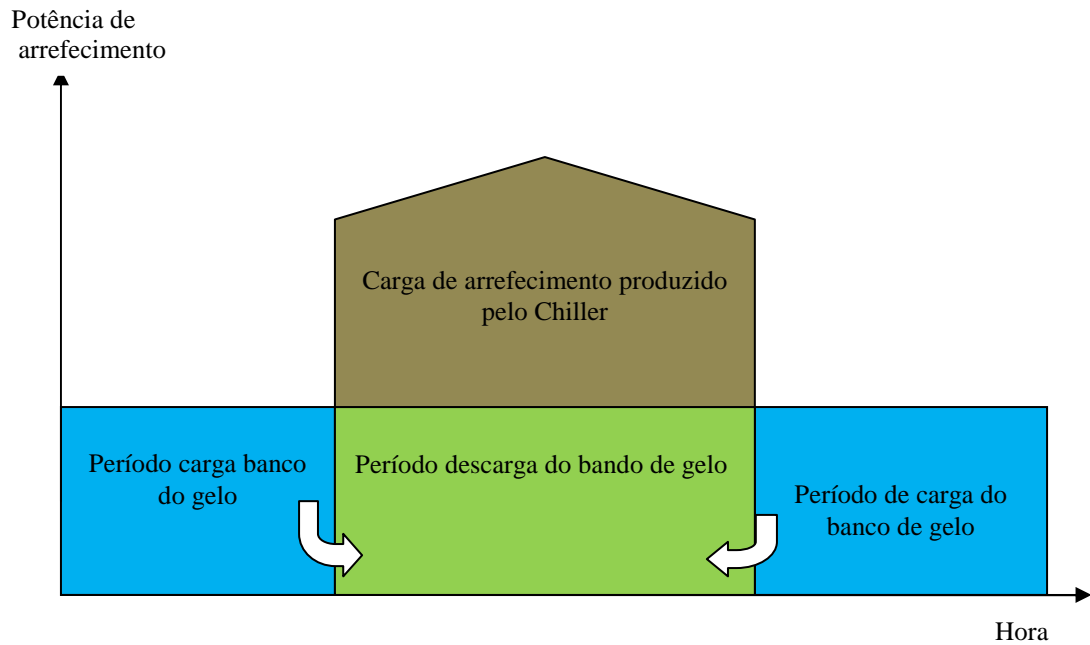 Potência de
arrefecimento
Carga de arrefecimento produzido
pelo Chiller
Período carga banco
do gelo
Período descarga do bando de gelo
Período de carga do
banco de gelo
Hora